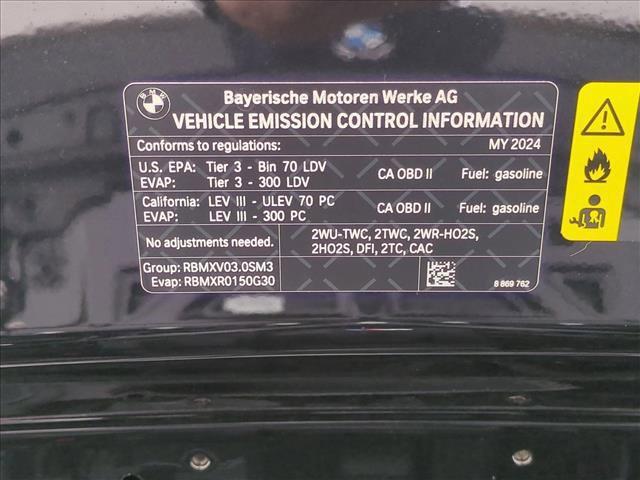 BMW
Bayerische Motoren Werke AG
VEHICLE EMISSION CONTROL INFORMATION
Conforms to regulations: MY 2024
U.S. EPA: Tier 3 - Bin 70 LDV CA OBD II Fuel: gasoline
EVAP: Tier 3 - 300 LDV
California: LEV III - ULEV 70 PC CA OBD II Fuel: gasoline
EVAP: LEV III - 300 PC
No adjustments needed. 2WU-TWC, 2TWC, 2WR-HO2S,
2HO2S, DFI, 2TC, CAC
Group: RBMXV03.0SM3
Evap: RBMXR0150G30
8 869 762